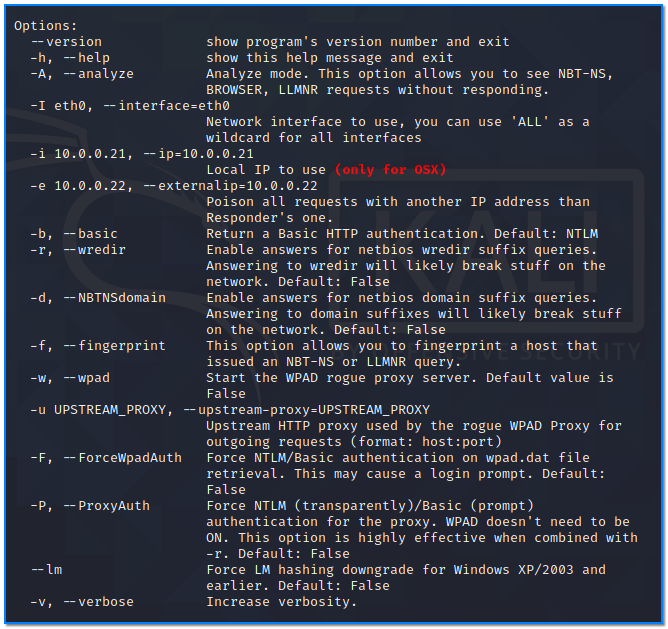 Options:
--version show program's version number and exit
-h, --help show this help message and exit
-A, --analyze Analyze mode. This option allows you to see NBT-NS,
BROWSER, LLMNR requests without responding.
-I eth0, --interface=eth0
Network interface to use, you can use 'ALL' as a
wildcard for all interfaces
-i 10.0.0.21, --ip=10.0.0.21
Local IP to use (only for OSX)
-e 10.0.0.22, --externalip=10.0.0.22
Poison all requests with another IP address than
Responder's one.
-b, --basic Return a Basic HTTP authentication. Default: NTLM
-r, --wredir Enable answers for netbios wredir suffix queries.
Answering to wredir will likely break stuff on the
network. Default: False
-d, --NBTNSdomain Enable answers for netbios domain suffix queries.
Answering to domain suffixes will likely break stuff
on the network. Default: False
-f, --fingerprint This option allows you to fingerprint a host that
issued an NBT-NS or LLMNR query.
-w, --wpad Start the WPAD rogue proxy server. Default value is
False
-u UPSTREAM_PROXY, --upstream-proxy=UPSTREAM_PROXY
Upstream HTTP proxy used by the rogue WPAD Proxy for
outgoing requests (format: host:port)
-F, --ForceWpadAuth Force NTLM/Basic authentication on wpad.dat file
retrieval. This may cause a login prompt. Default:
False
-P, --ProxyAuth Force NTLM (transparently)/Basic (prompt)
authentication for the proxy. WPAD doesn't need to be
ON. This option is highly effective when combined with
-r. Default: False
--lm Force LM hashing downgrade for Windows XP/2003 and
earlier. Default: False
-v, --verbose Increase verbosity.
KALI
SECURITY